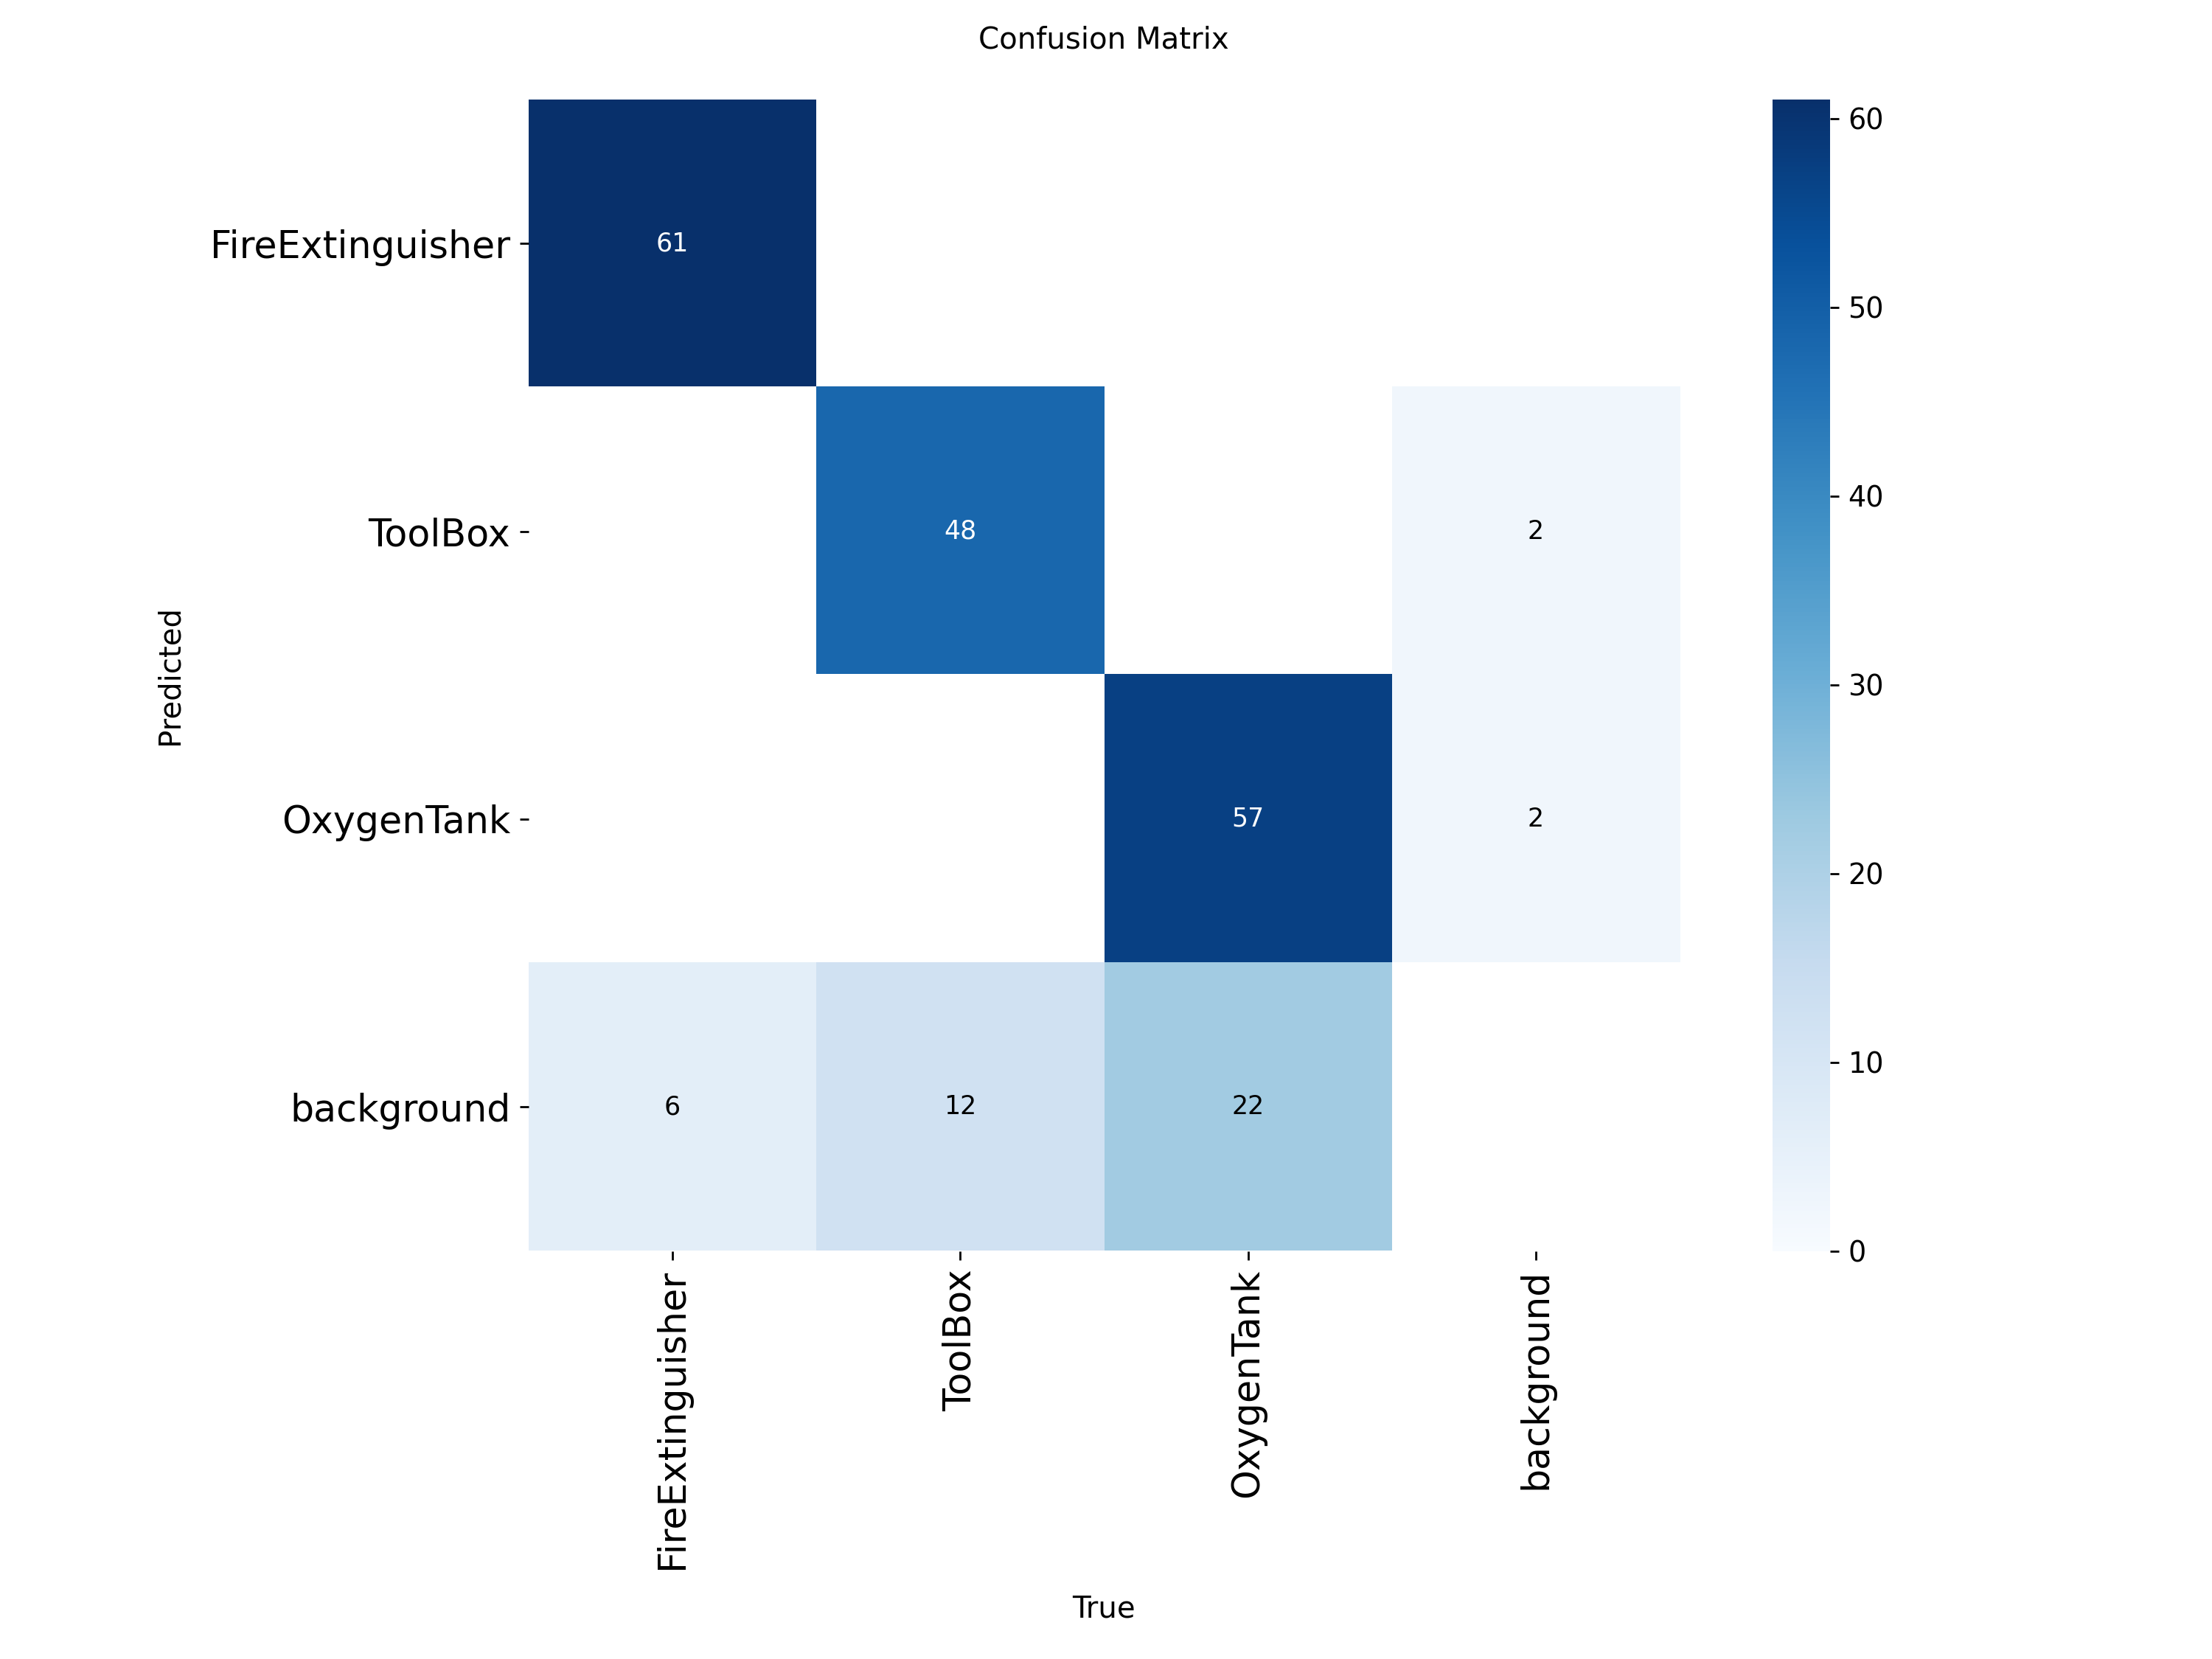 Confusion Matrix
FireExtinguisher
61
ToolBox
48
2
OxygenTank
57
2
background
6
12
22
Predicted
FireExtinguisher
ToolBox
OxygenTank
background
True
60
50
40
30
20
10
0